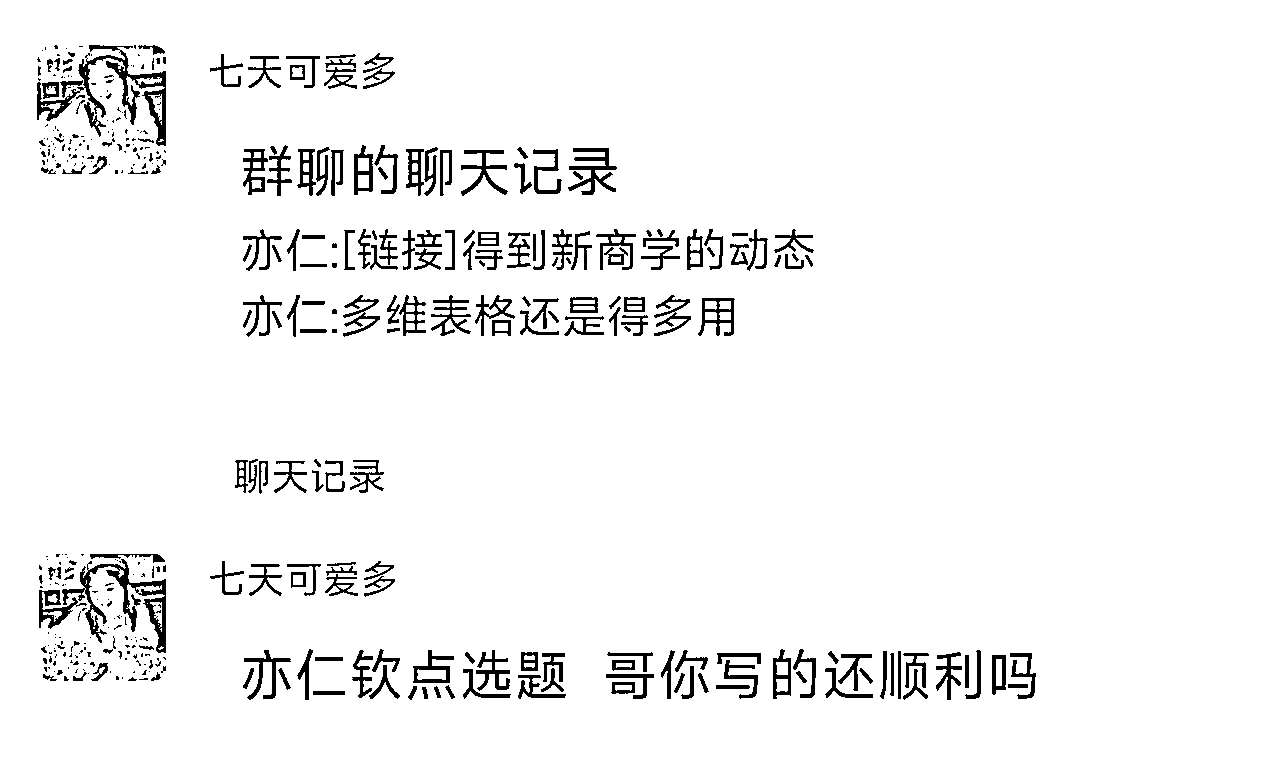 七天可爱多
群聊的聊天记录
亦仁:[链接]得到新商学的动态
亦仁:多维表格还是得多用
聊天记录
七天可爱多
亦仁钦点选题 哥你写的还顺利吗